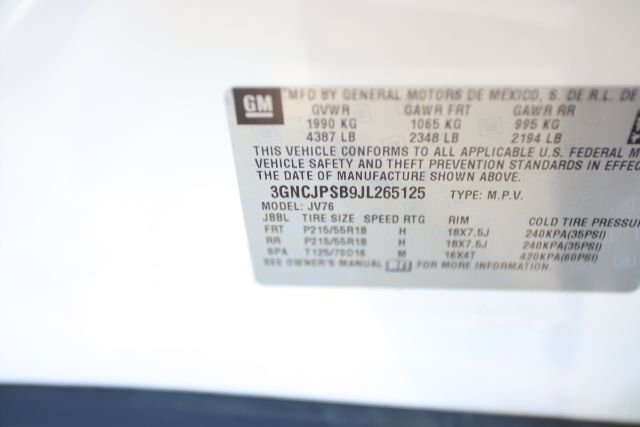 GM
MFD BY GENERAL MOTORS DE MEXICO, S. DE R.L. DE
GVWR GAWR FRT GAWR RR
1990 KG 1065 KG 995 KG
4387 LB 2348 LB 2194 LB
THIS VEHICLE CONFORMS TO ALL APPLICABLE U.S. FEDERAL M
VEHICLE SAFETY AND THEFT PREVENTION STANDARDS IN EFFEC
THE DATE OF MANUFACTURE SHOWN ABOVE.
3GNCJPSB9JL265125 TYPE: M.P.V.
MODEL: JV76
JBBL TIRE SIZE SPEED RTG RIM COLD TIRE PRESSU
FRT P215/55R18 H 18X7.5J 240KPA(35PSI)
RR P215/55R18 H 18X7.5J 240KPA(35PSI)
SPA T125/70D16 M 16X4T 420KPA(60PSI)
SEE OWNER'S MANUAL FOR MORE INFORMATION.